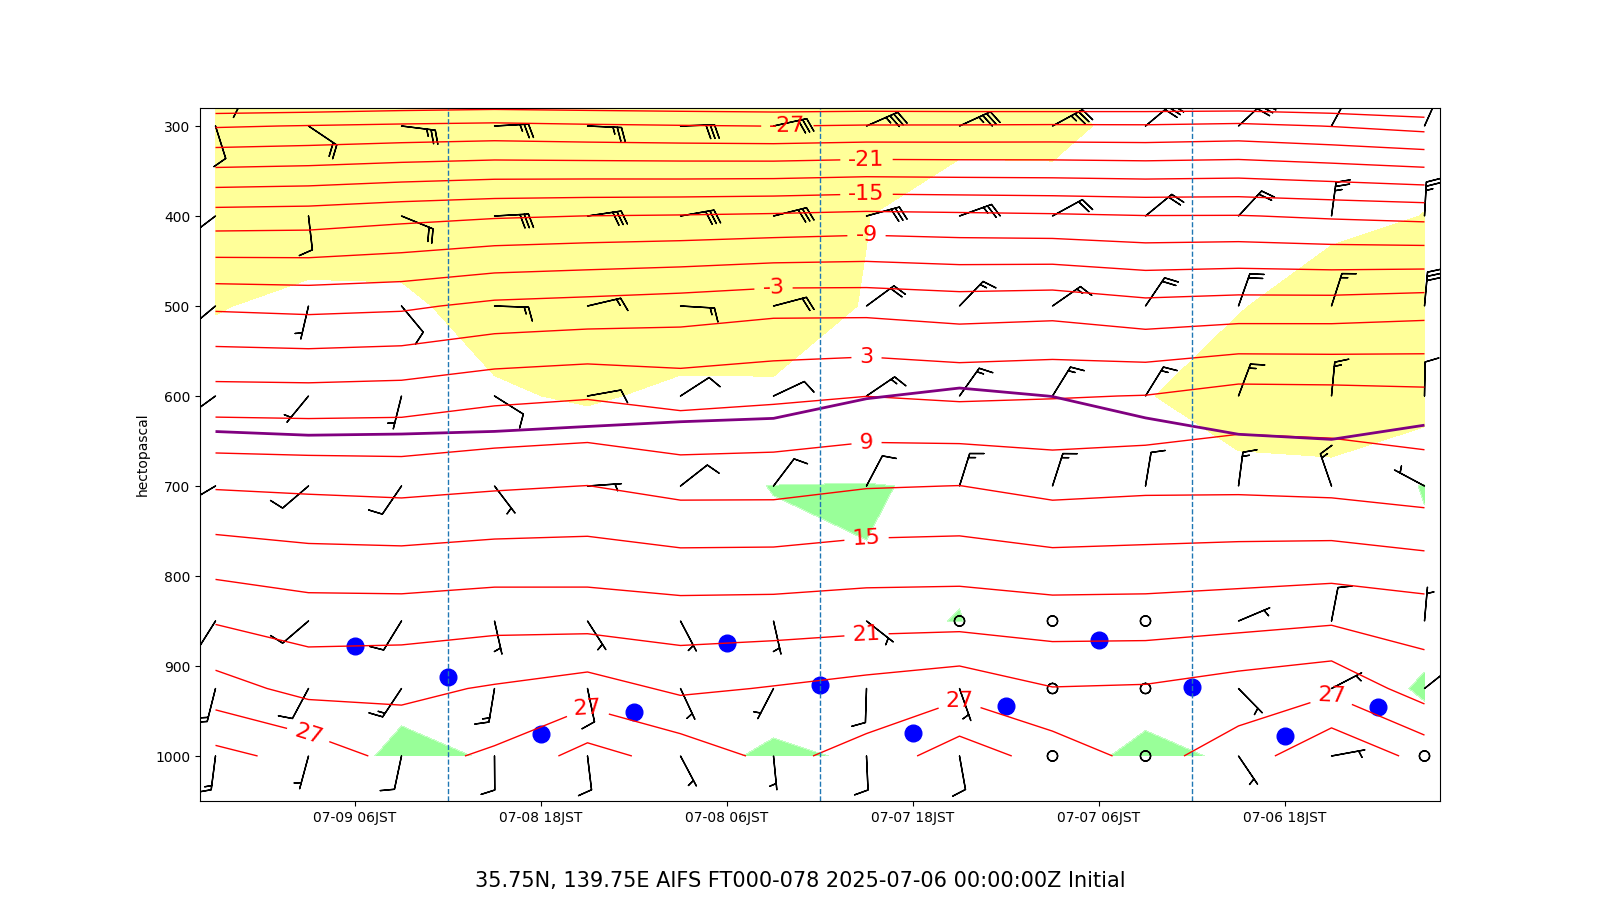 300
400
500
600
700
800
900
1000
hectopascal
-27
-21
-15
-9
-3
3
9
15
21
27
27
27
27
07-09 06JST
07-08 18JST
07-08 06JST
07-07 18JST
07-07 06JST
07-06 18JST
35.75N, 139.75E AIFS FT000-078 2025-07-06 00:00:00Z Initial